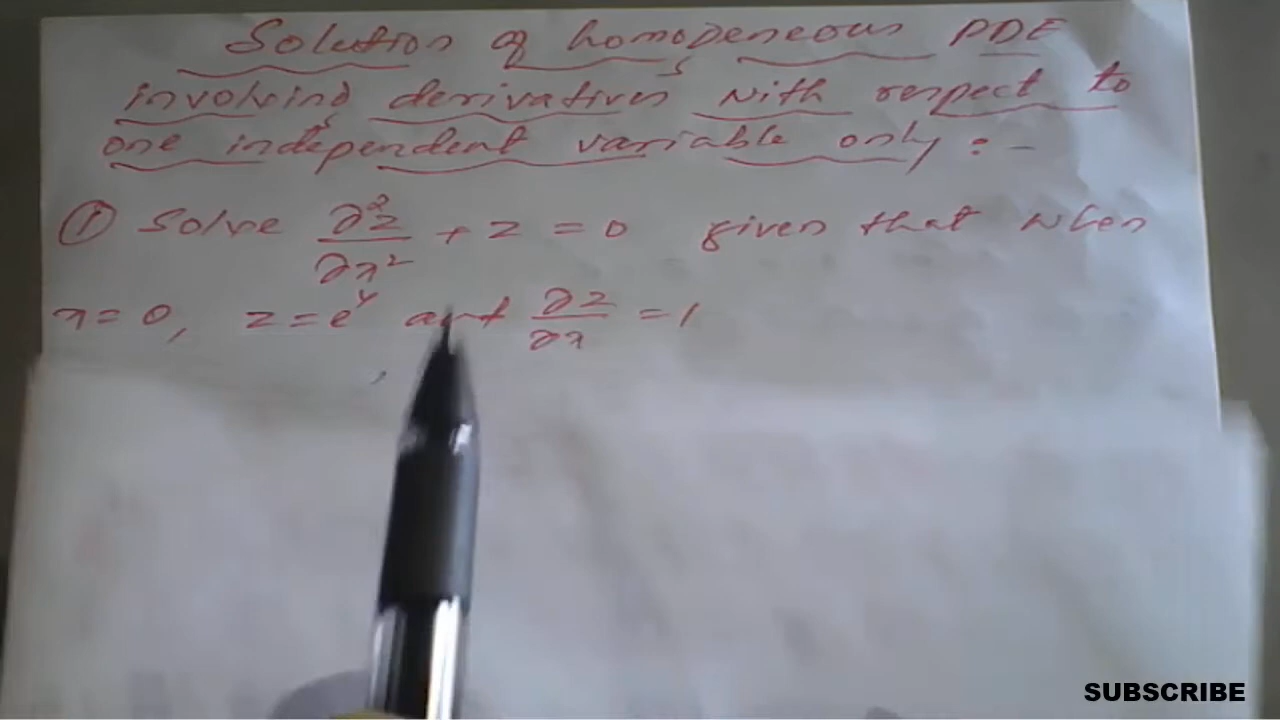 Solution of homogeneous PDE
involving derivatives with respect to
one independent variable only :-
① Solve ∂²z/∂x² + z = 0 given that when
x = 0, z = e^y and ∂z/∂x = 1
SUBSCRIBE